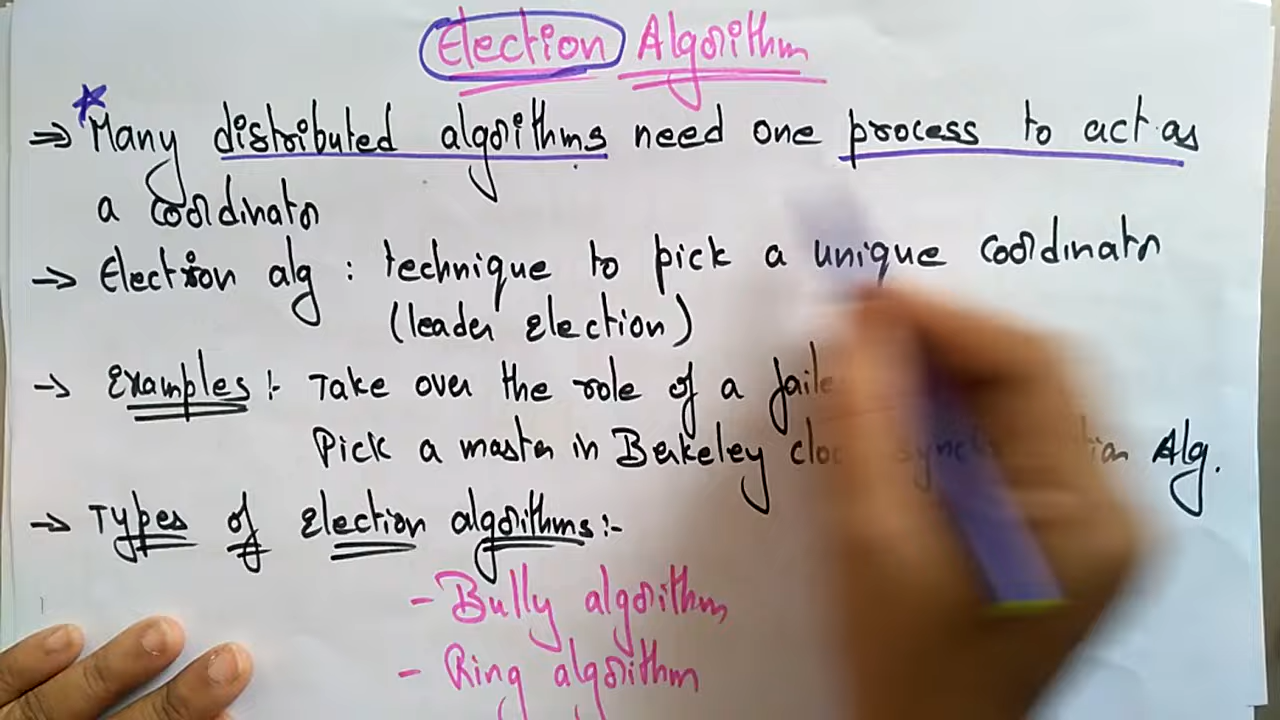 Election Algorithm
⇒ Many distributed algorithms need one process to act as
a coordinator
→ Election alg : technique to pick a unique coordinator
(leader election)
→ Examples :- Take over the role of a
Pick a master in Berkeley Alg.
→ Types of election algorithms :-
- Bully algorithm
- Ring algorithm